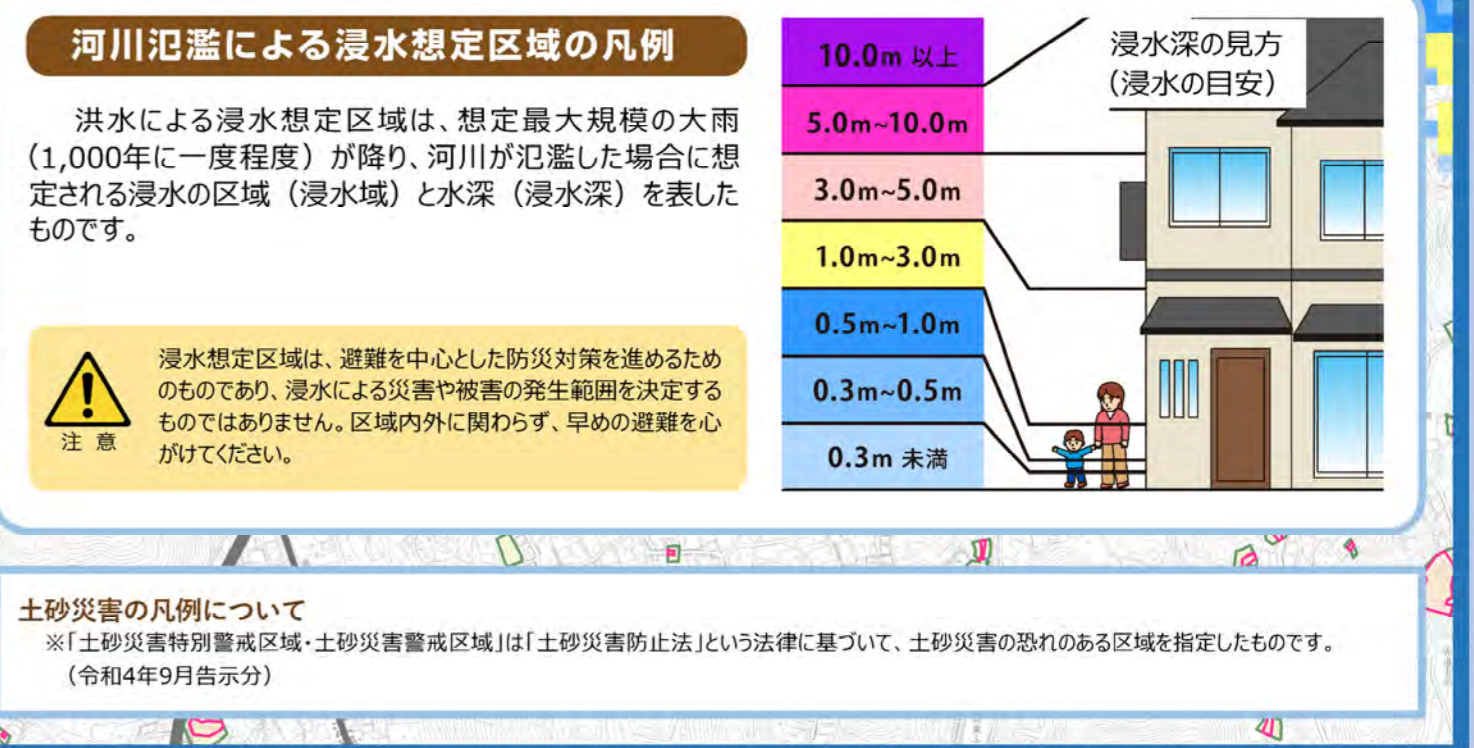 河川氾濫による浸水想定区域の凡例
洪水による浸水想定区域は、想定最大規模の大雨
(1,000年に一度程度)が降り、河川が氾濫した場合に想
定される浸水の区域(浸水域)と水深(浸水深)を表した
ものです。
注 意
浸水想定区域は、避難を中心とした防災対策を進めるため
のものであり、浸水による災害や被害の発生範囲を決定する
ものではありません。区域内外に関わらず、早めの避難を心
がけてください。
10.0m 以上
5.0m~10.0m
3.0m~5.0m
1.0m~3.0m
0.5m~1.0m
0.3m~0.5m
0.3m 未満
浸水深の見方
(浸水の目安)
土砂災害の凡例について
※「土砂災害特別警戒区域・土砂災害警戒区域」は「土砂災害防止法」という法律に基づいて、土砂災害の恐れのある区域を指定したものです。
(令和4年9月告示分)